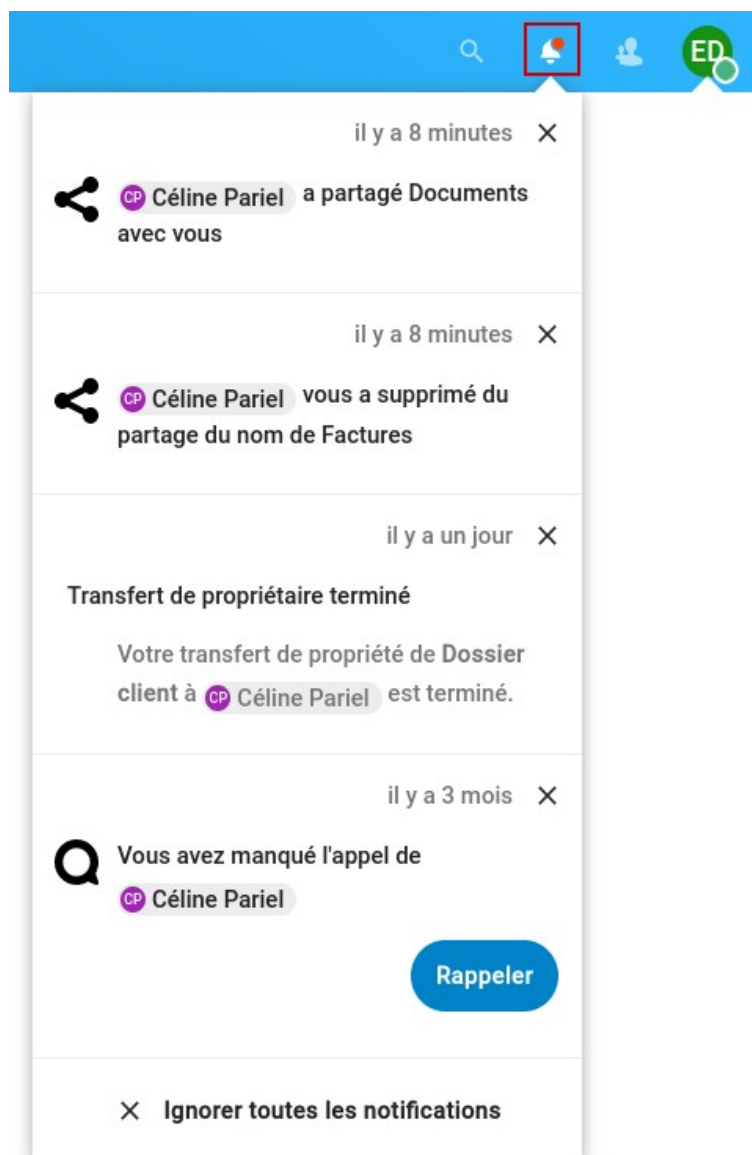 ED
il y a 8 minutes
CP Céline Pariel a partagé Documents
avec vous
il y a 8 minutes
CP Céline Pariel vous a supprimé du
partage du nom de Factures
il y a un jour
Transfert de propriétaire terminé
Votre transfert de propriété de Dossier
client à CP Céline Pariel est terminé.
il y a 3 mois
Vous avez manqué l'appel de
CP Céline Pariel
Rappeler
Ignorer toutes les notifications